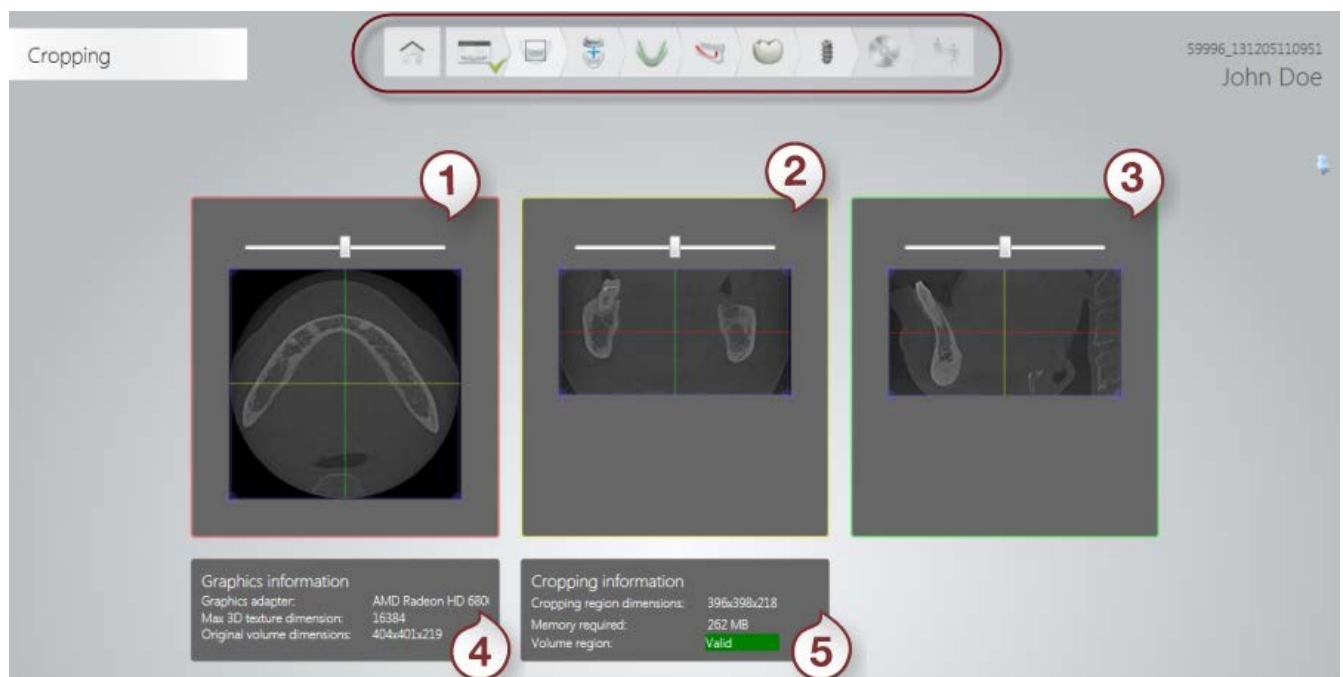 Cropping
59996_131205110951
John Doe
1
2
3
Graphics information
Graphics adapter: AMD Radeon HD 680
Max 3D texture dimension: 16384
Original volume dimensions: 404x401x219
4
Cropping information
Cropping region dimensions: 396x398x218
Memory required: 262 MB
Volume region: Valid
5